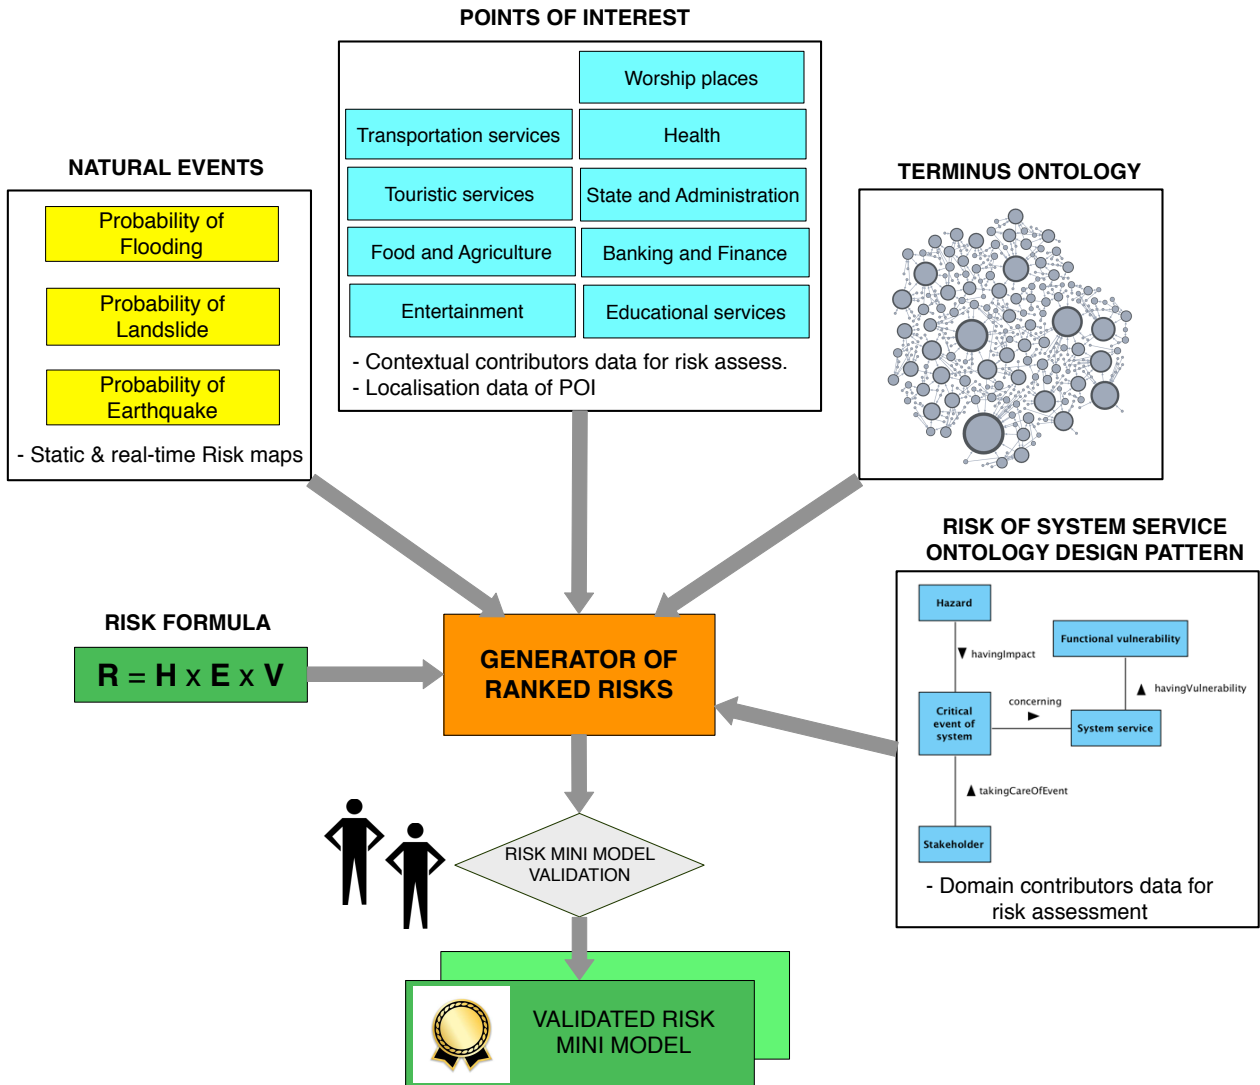 POINTS OF INTEREST
Worship places
Transportation services
Health
Touristic services
State and Administration
Food and Agriculture
Banking and Finance
Entertainment
Educational services
- Contextual contributors data for risk assess.
- Localisation data of POI
NATURAL EVENTS
Probability of
Flooding
Probability of
Landslide
Probability of
Earthquake
- Static & real-time Risk maps
TERMINUS ONTOLOGY
RISK OF SYSTEM SERVICE
ONTOLOGY DESIGN PATTERN
Hazard
Functional vulnerability
havingImpact
havingVulnerability
concerning
Critical
event of
system
System service
takingCareOfEvent
Stakeholder
- Domain contributors data for
risk assessment
RISK FORMULA
R = H x E x V
GENERATOR OF
RANKED RISKS
RISK MINI MODEL
VALIDATION
VALIDATED RISK
MINI MODEL